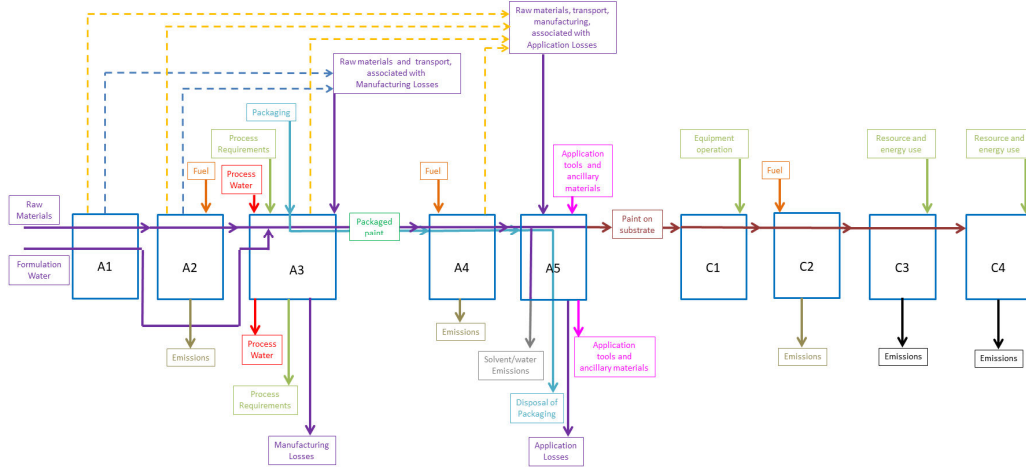 Raw materials, transport,
manufacturing,
associated with
Application Losses
Raw materials and transport,
associated with
Manufacturing Losses
Packaging
Process
Requirements
Fuel
Process
Water
Fuel
Application
tools and
ancillary
materials
Equipment
operation
Fuel
Resource and
energy use
Resource and
energy use
Raw
Materials
Formulation
Water
Packaged
paint
Paint on
substrate
A1
A2
A3
A4
A5
C1
C2
C3
C4
Emissions
Process
Water
Process
Requirements
Manufacturing
Losses
Emissions
Solvent/water
Emissions
Application
tools and
ancillary materials
Disposal of
Packaging
Application
Losses
Emissions
Emissions
Emissions